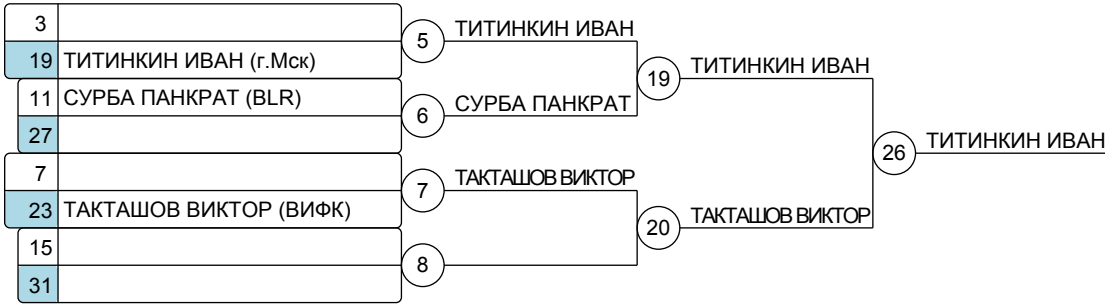 3
19 ТИТИНКИН ИВАН (г.Мск)
11 СУРБА ПАНКРАТ (BLR)
27
7
23 ТАКТАШОВ ВИКТОР (ВИФК)
15
31
5 ТИТИНКИН ИВАН
6 СУРБА ПАНКРАТ
7 ТАКТАШОВ ВИКТОР
8
19 ТИТИНКИН ИВАН
20 ТАКТАШОВ ВИКТОР
26 ТИТИНКИН ИВАН